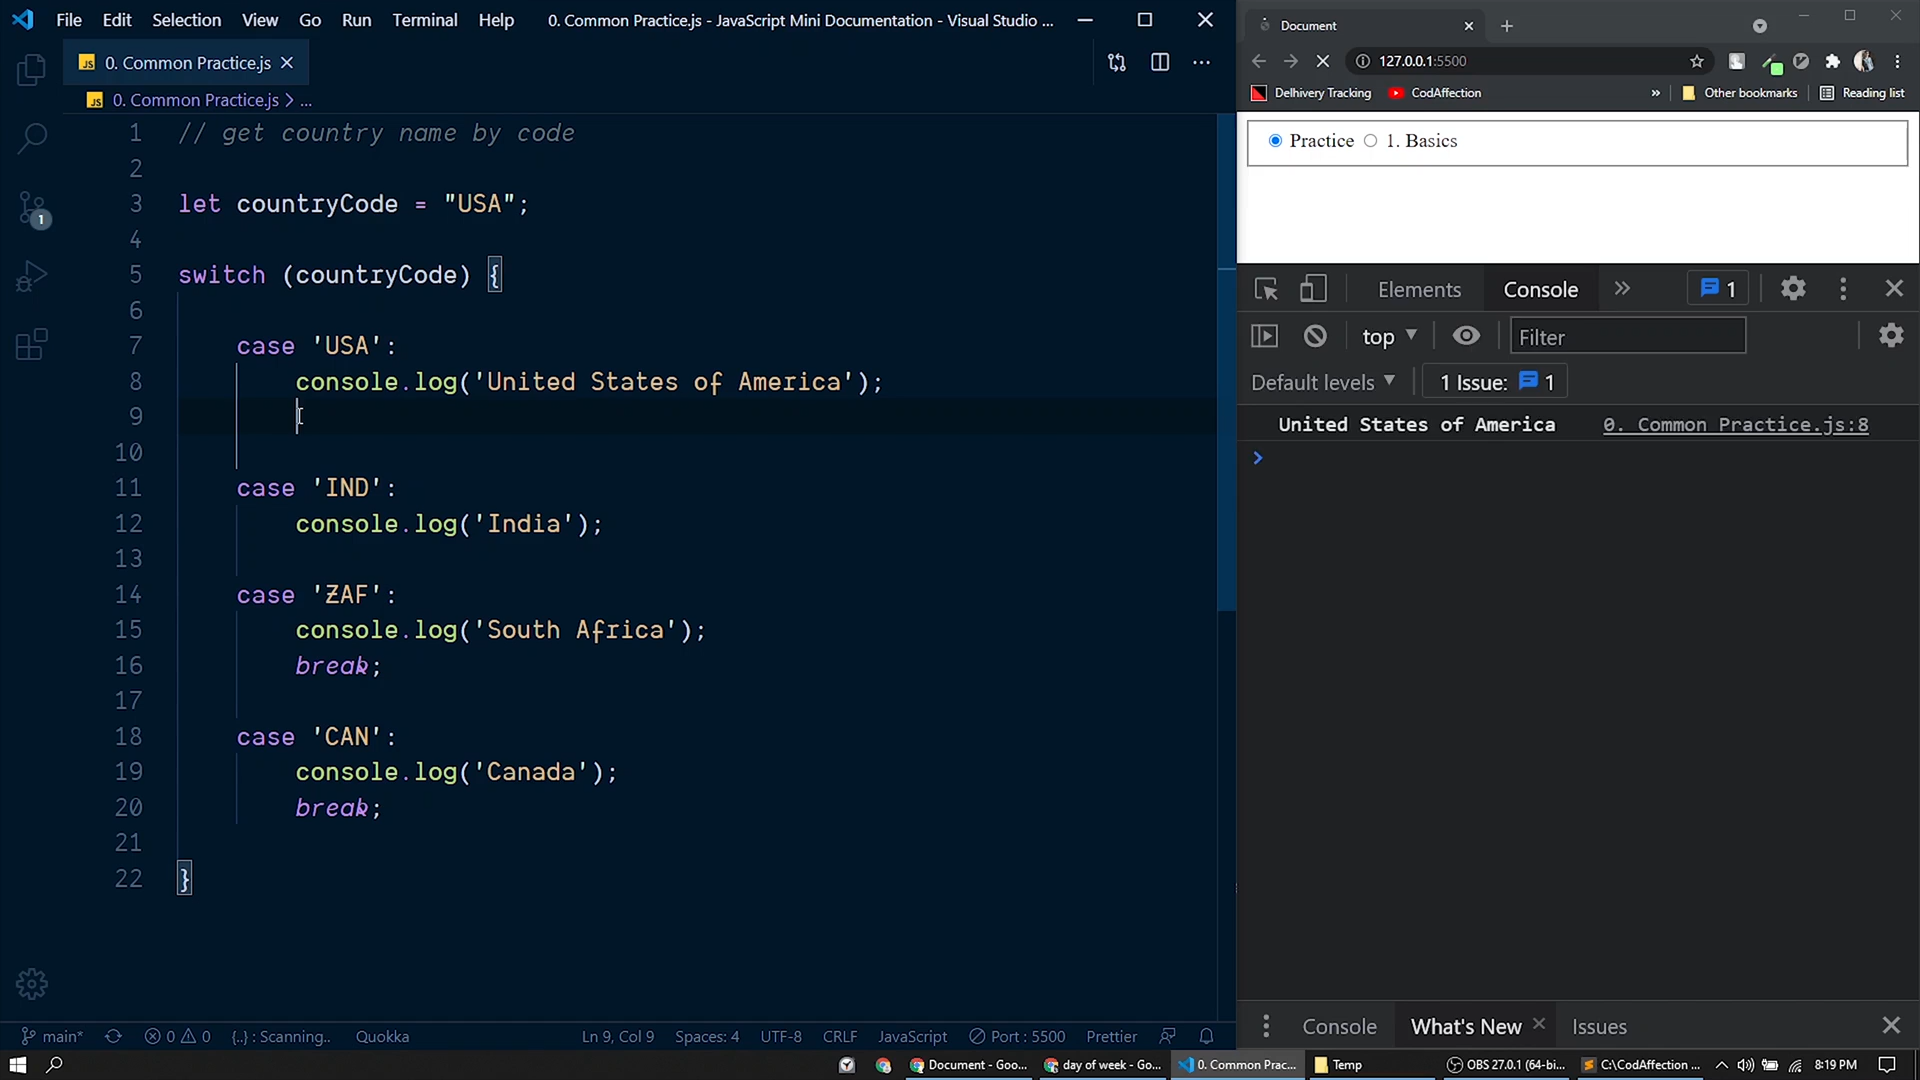 File Edit Selection View Go Run Terminal Help 0. Common Practice.js - JavaScript Mini Documentation - Visual Studio ...
JS 0. Common Practice.js
JS 0. Common Practice.js > ...
1 // get country name by code
2
3 let countryCode = "USA";
4
5 switch (countryCode) {
6
7 case 'USA':
8 console.log('United States of America');
9
10
11 case 'IND':
12 console.log('India');
13
14 case 'ZAF':
15 console.log('South Africa');
16 break;
17
18 case 'CAN':
19 console.log('Canada');
20 break;
21
22 }
1
main* 0 0 {..} : Scanning.. Quokka Ln 9, Col 9 Spaces: 4 UTF-8 CRLF JavaScript Port : 5500 Prettier
Document
127.0.0.1:5500
Delhivery Tracking CodAffection » Other bookmarks Reading list
Practice 1. Basics
Elements Console » 1
top Filter
Default levels 1 Issue: 1
United States of America 0. Common Practice.js:8
>
Console What's New Issues
Document - Goo... day of week - Go... 0. Common Prac... Temp OBS 27.0.1 (64-bi... C:\CodAffection ... 8:19 PM